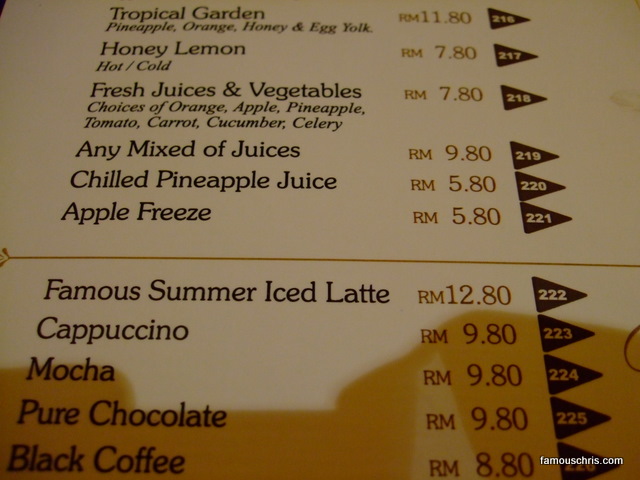 Tropical Garden RM11.80 216
Pineapple, Orange, Honey & Egg Yolk.
Honey Lemon RM 7.80 217
Hot / Cold
Fresh Juices & Vegetables RM 7.80 218
Choices of Orange, Apple, Pineapple,
Tomato, Carrot, Cucumber, Celery
Any Mixed of Juices RM 9.80 219
Chilled Pineapple Juice RM 5.80 220
Apple Freeze RM 5.80 221
Famous Summer Iced Latte RM12.80 222
Cappuccino RM 9.80 223
Mocha RM 9.80 224
Pure Chocolate RM 9.80 225
Black Coffee RM 8.80
famouschris.com